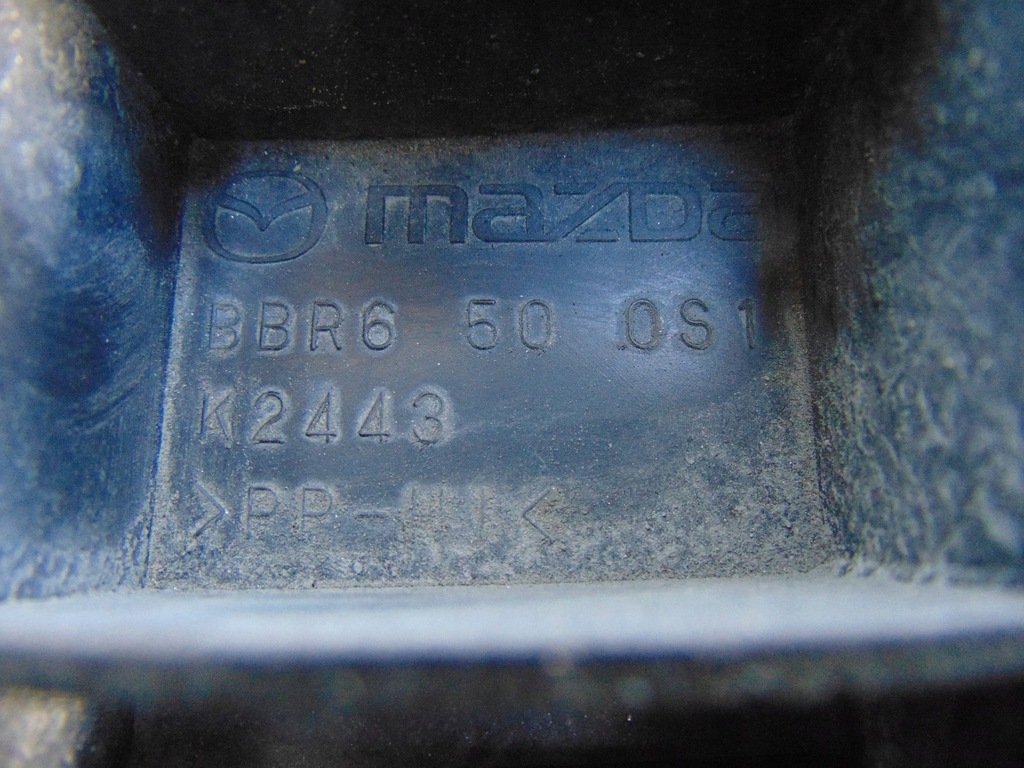 mazda
BBR6 50 0S1
K2443
>PP-